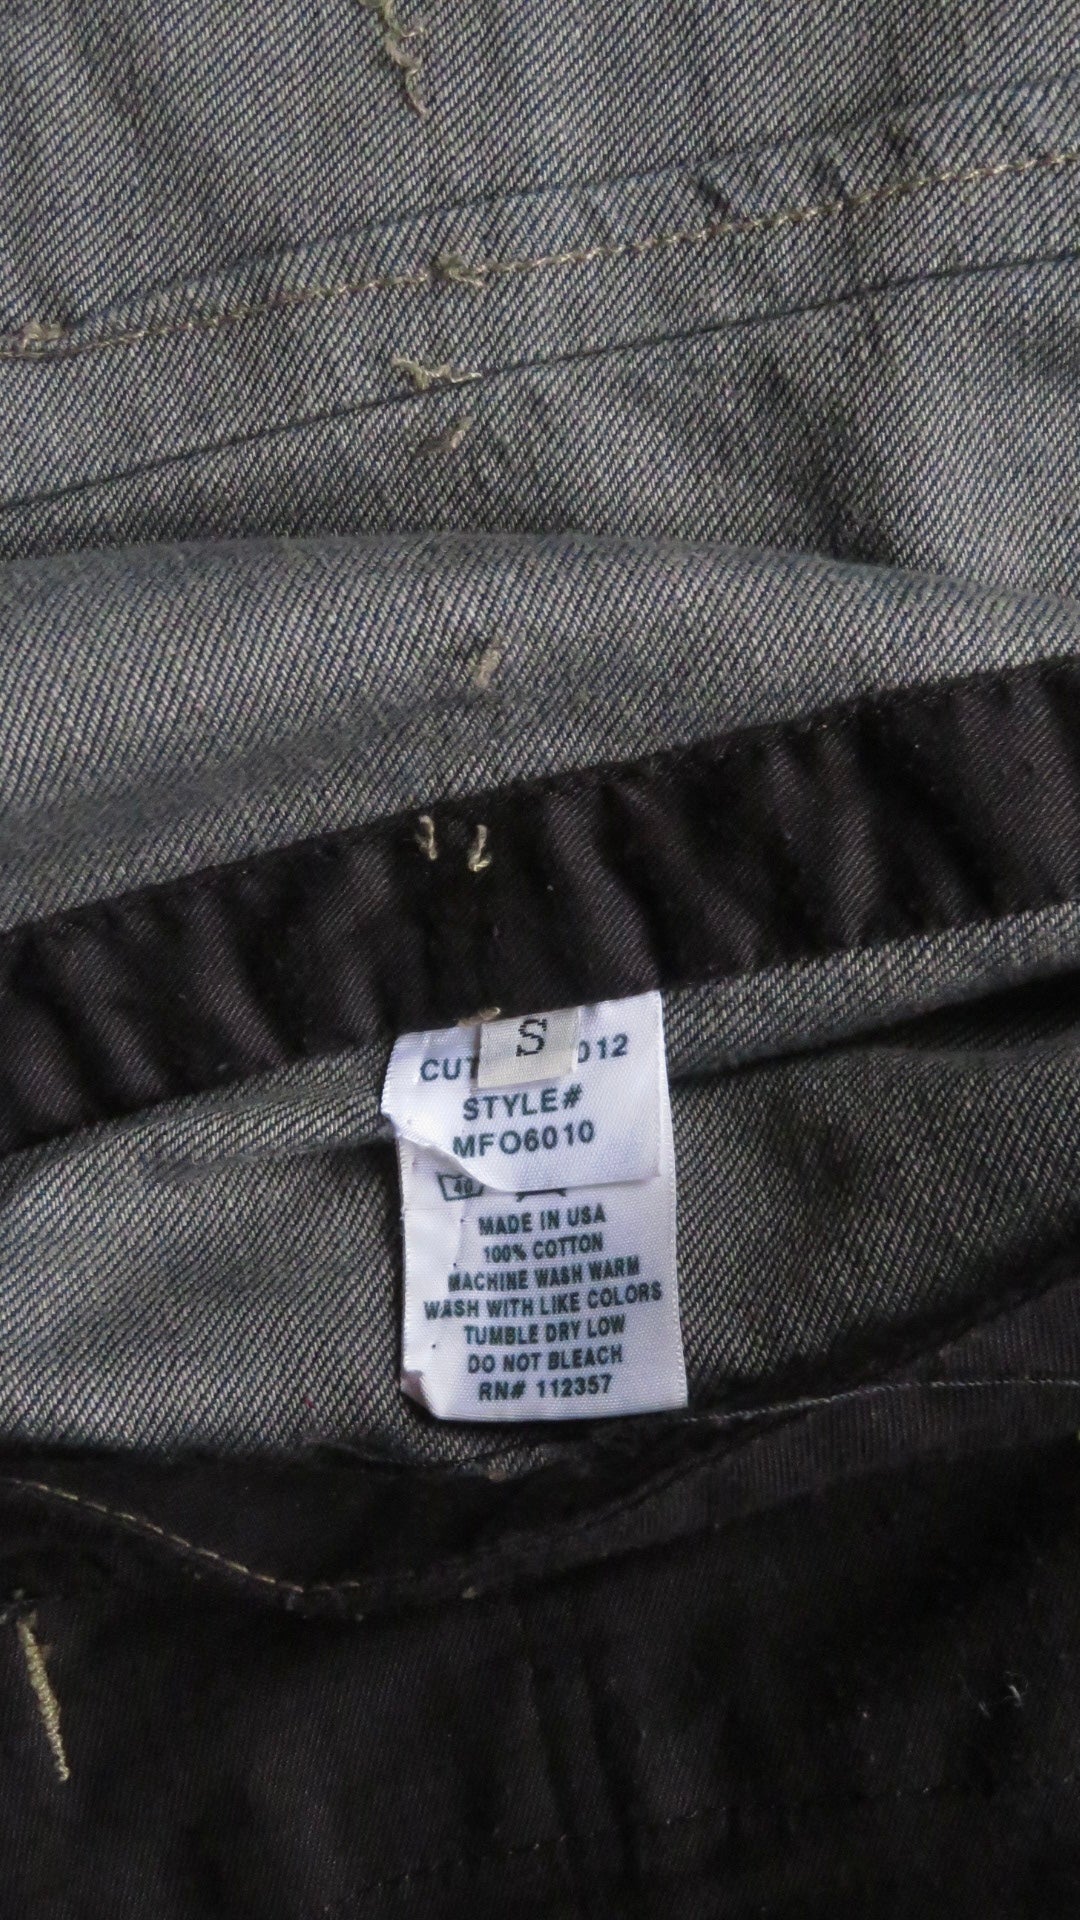 S
CUT 012
STYLE#
MFO6010
40
MADE IN USA
100% COTTON
MACHINE WASH WARM
WASH WITH LIKE COLORS
TUMBLE DRY LOW
DO NOT BLEACH
RN# 112357